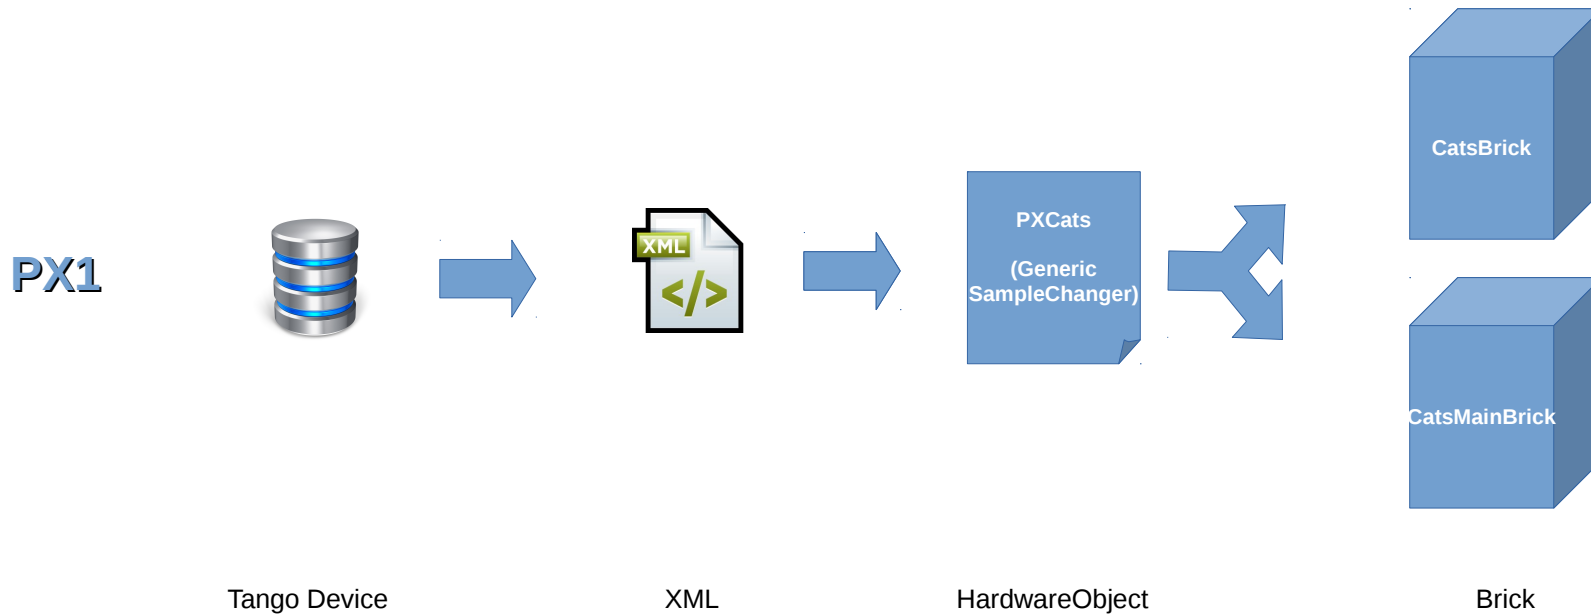 CatsBrick
PXCats
(Generic
SampleChanger)
XML
</>
PX1
CatsMainBrick
Tango Device
XML
HardwareObject
Brick